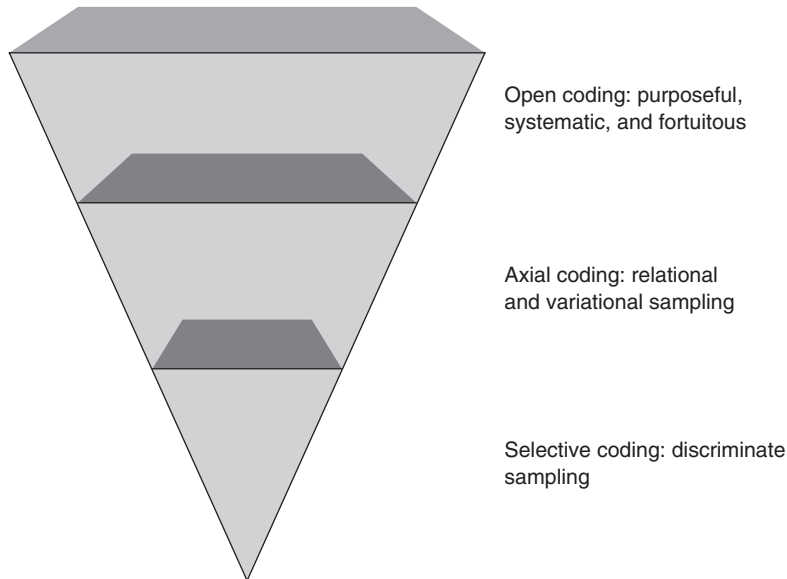 Open coding: purposeful,
systematic, and fortuitous
Axial coding: relational
and variational sampling
Selective coding: discriminate
sampling